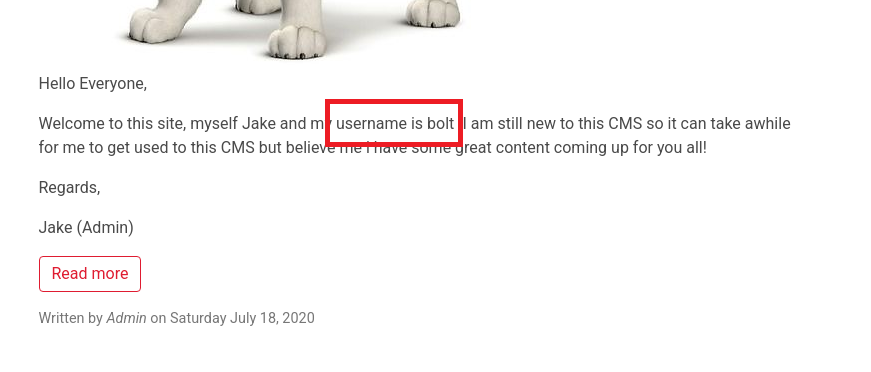 Hello Everyone,
Welcome to this site, myself Jake and my username is bolt I am still new to this CMS so it can take awhile
for me to get used to this CMS but believe me I have some great content coming up for you all!
Regards,
Jake (Admin)
Read more
Written by Admin on Saturday July 18, 2020